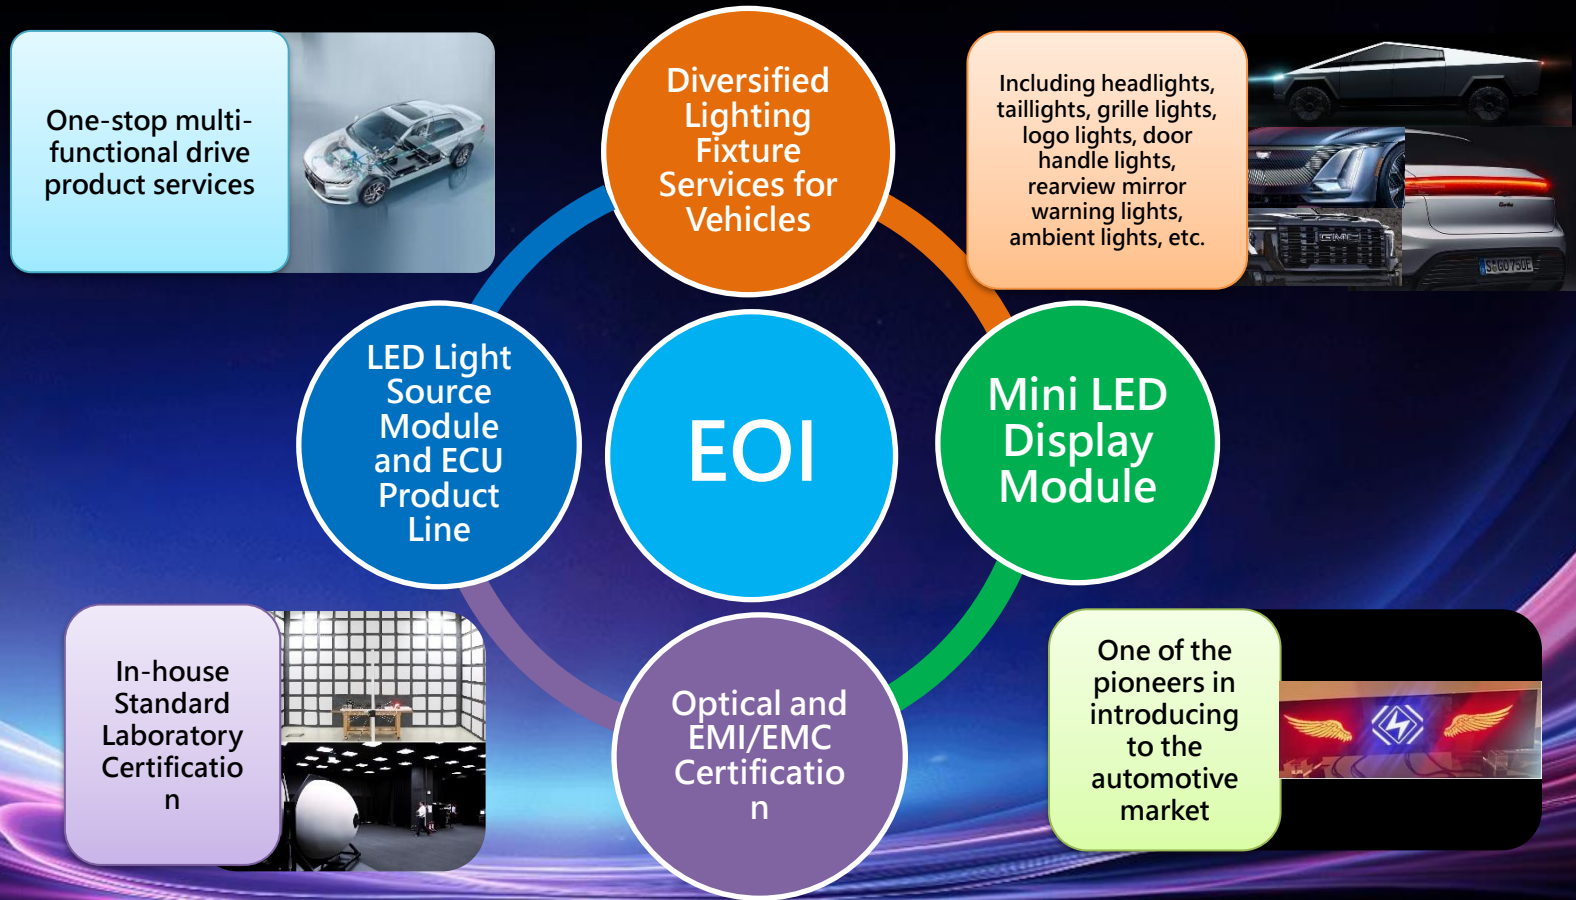 One-stop multi-
functional drive
product services
Diversified
Lighting
Fixture
Services for
Vehicles
Including headlights,
taillights, grille lights,
logo lights, door
handle lights,
rearview mirror
warning lights,
ambient lights, etc.
GMC
S GO 750E
LED Light
Source
Module
and ECU
Product
Line
EOI
Mini LED
Display
Module
In-house
Standard
Laboratory
Certificatio
n
Optical and
EMI/EMC
Certificatio
n
One of the
pioneers in
introducing
to the
automotive
market